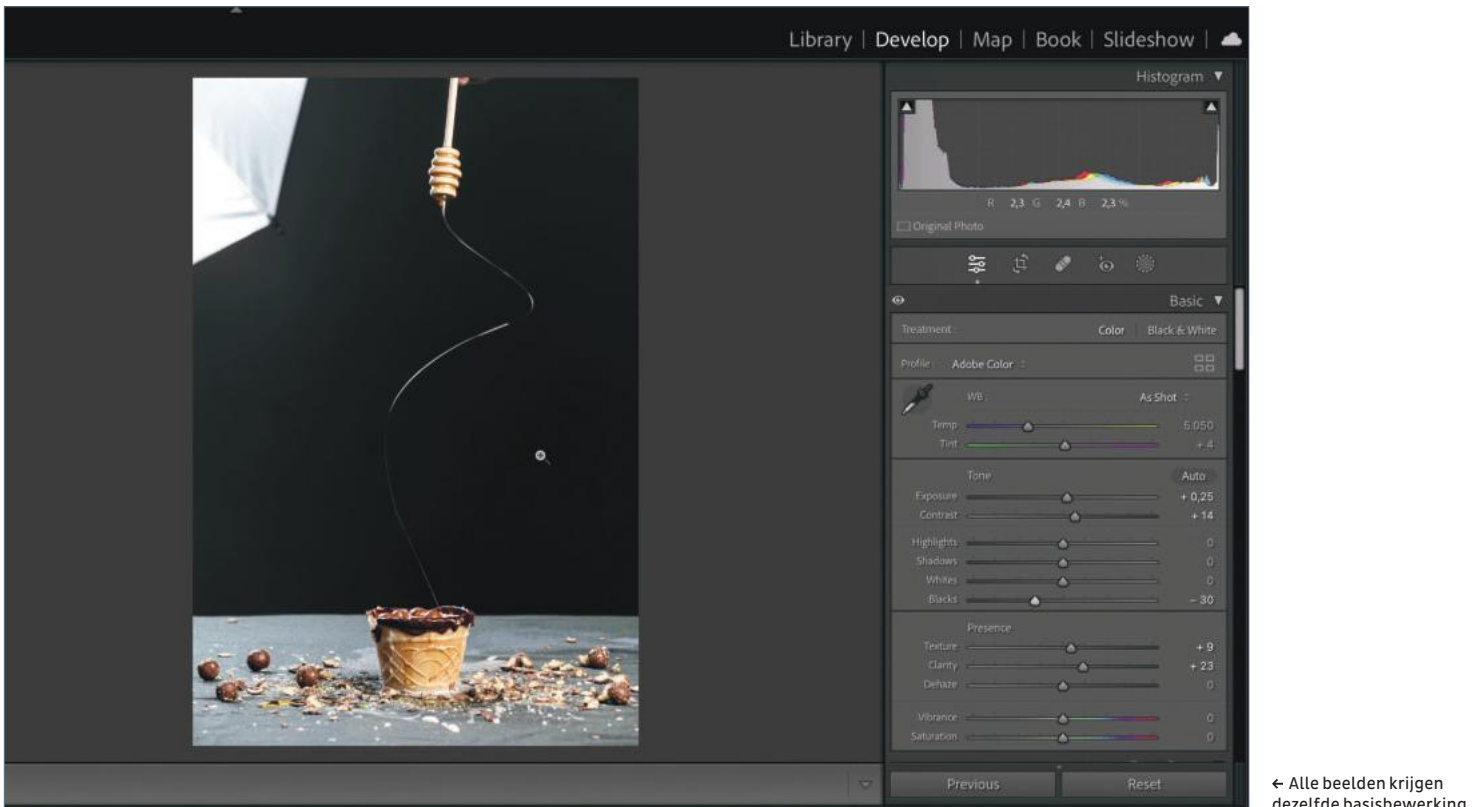 Library | Develop | Map | Book | Slideshow |
Histogram
R 2,3 G 2,4 B 2,3 %
Original Photo
Basic
Treatment : Color Black & White
Profile : Adobe Color
WB : As Shot
Temp 5.050
Tint + 4
Tone Auto
Exposure + 0,25
Contrast + 14
Highlights 0
Shadows 0
Whites 0
Blacks − 30
Presence
Texture + 9
Clarity + 23
Dehaze 0
Vibrance 0
Saturation 0
Previous Reset
← Alle beelden krijgen
dezelfde basisbewerking